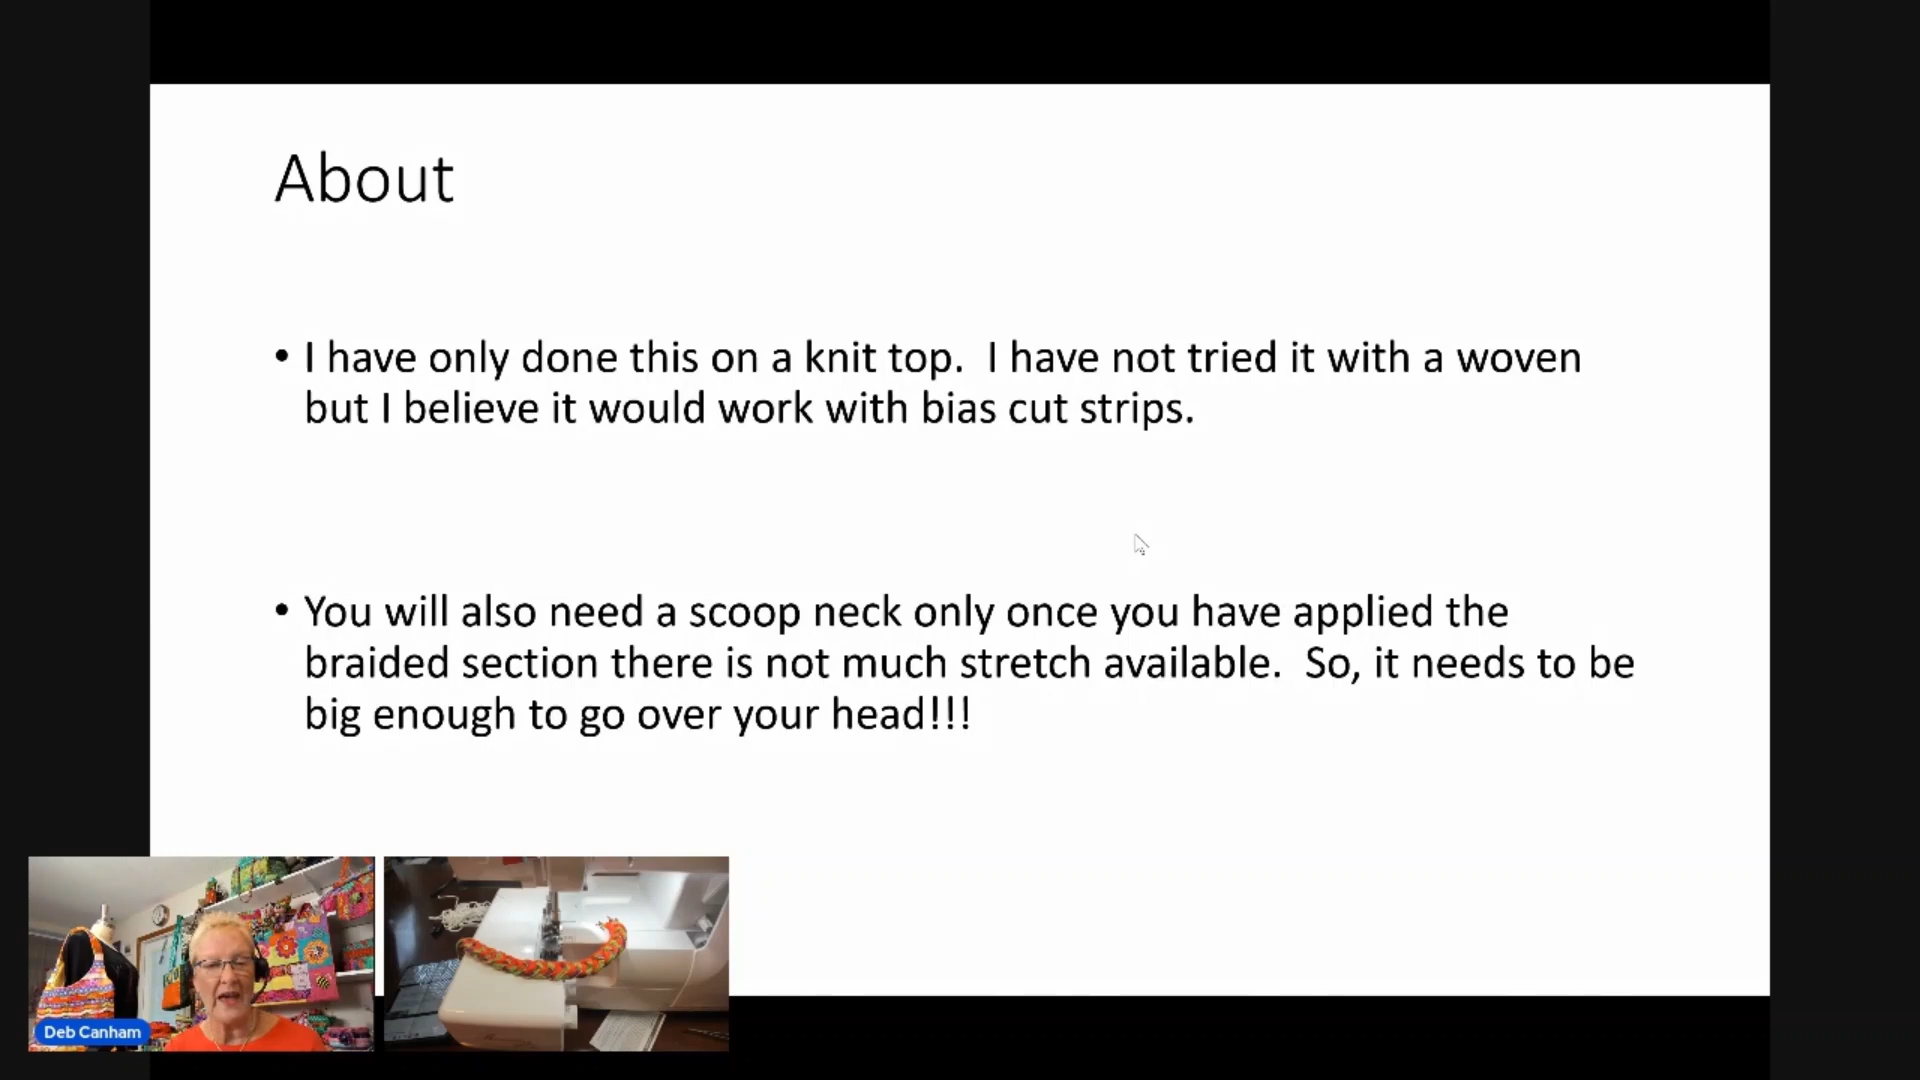 About
• I have only done this on a knit top.  I have not tried it with a woven
but I believe it would work with bias cut strips.
• You will also need a scoop neck only once you have applied the
braided section there is not much stretch available.  So, it needs to be
big enough to go over your head!!!
Deb Canham